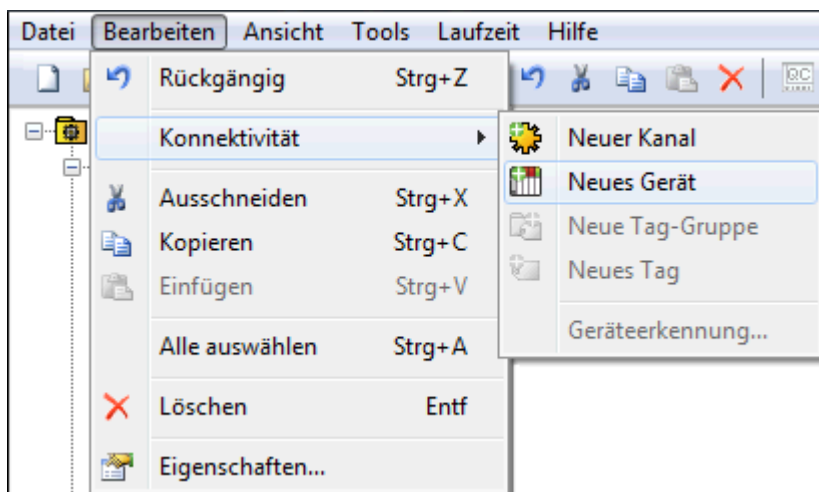 Datei Bearbeiten Ansicht Tools Laufzeit Hilfe
QC
Rückgängig Strg+Z
Konnektivität
Neuer Kanal
Neues Gerät
Neue Tag-Gruppe
Neues Tag
Geräteerkennung...
Ausschneiden Strg+X
Kopieren Strg+C
Einfügen Strg+V
Alle auswählen Strg+A
Löschen Entf
Eigenschaften...